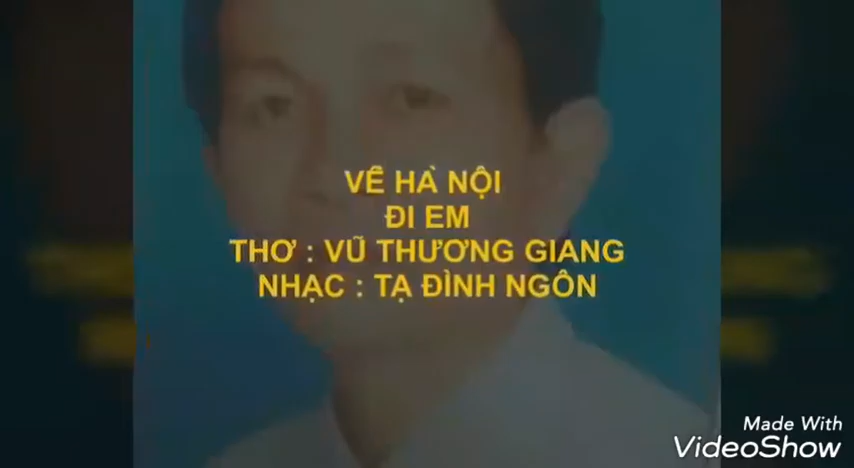 VỀ HÀ NỘI
ĐI EM
THƠ : VŨ THƯƠNG GIANG
NHẠC : TẠ ĐÌNH NGÔN
Made With
VideoShow